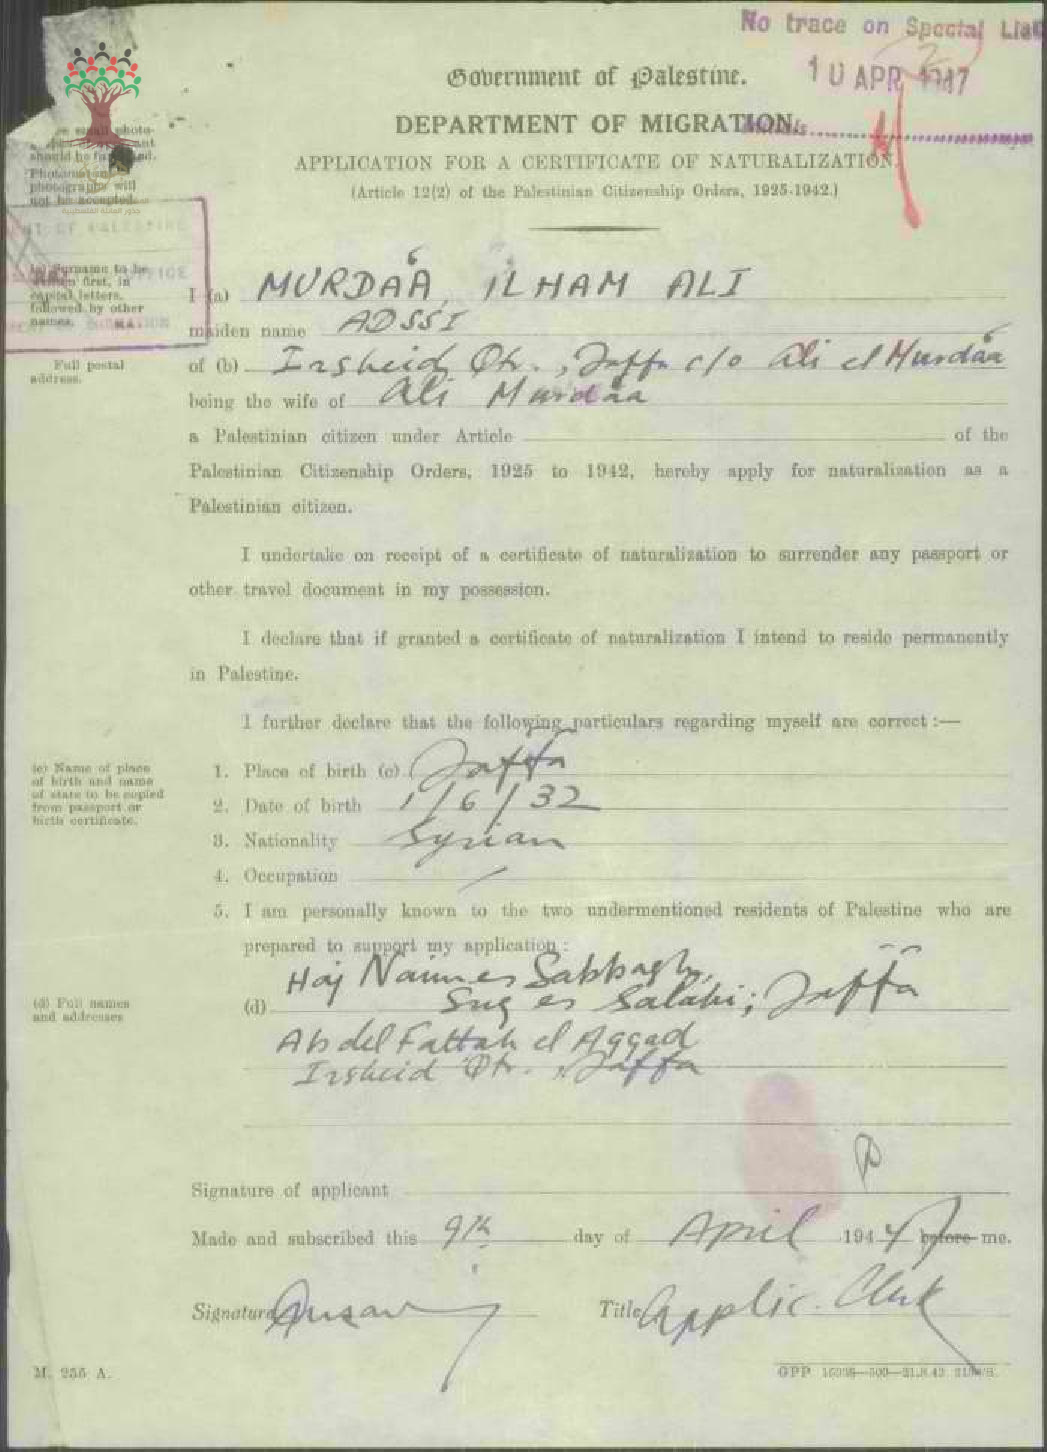 No trace on Special List
10 APR 1947
Government of Palestine.
DEPARTMENT OF MIGRATION.
Initials
APPLICATION FOR A CERTIFICATE OF NATURALIZATION
(Article 12(2) of the Palestinian Citizenship Orders, 1925-1942.)
photo-
should be
photographs will
not be accepted.
OF PALESTINE
OFFICE
(a) Surname to be
written first, in
capital letters,
followed by other
names.
I (a) MURDAA, ILHAM ALI
maiden name ADSSI
Full postal
address.
of (b) Irsheid Qtr., Jaffa c/o Ali el Murdaa
being the wife of Ali Murdaa
a Palestinian citizen under Article of the
Palestinian Citizenship Orders, 1925 to 1942, hereby apply for naturalization as a
Palestinian citizen.
I undertake on receipt of a certificate of naturalization to surrender any passport or
other travel document in my possession.
I declare that if granted a certificate of naturalization I intend to reside permanently
in Palestine.
I further declare that the following particulars regarding myself are correct :—
(c) Name of place
of birth and name
of state to be copied
from passport or
birth certificate.
1. Place of birth (c) Jaffa
2. Date of birth 1/6/32
3. Nationality Syrian
4. Occupation /
5. I am personally known to the two undermentioned residents of Palestine who are
prepared to support my application :
(d) Full names
and addresses
Haj Naim es Sabbagh,
(d) Suq es Salahi; Jaffa
Abdel Fattah el Aggad
Irsheid Qtr., Jaffa
Signature of applicant
Made and subscribed this 9th day of April 1947 before me.
Signature Title Applic. Clerk
M. 255 A.
GPP